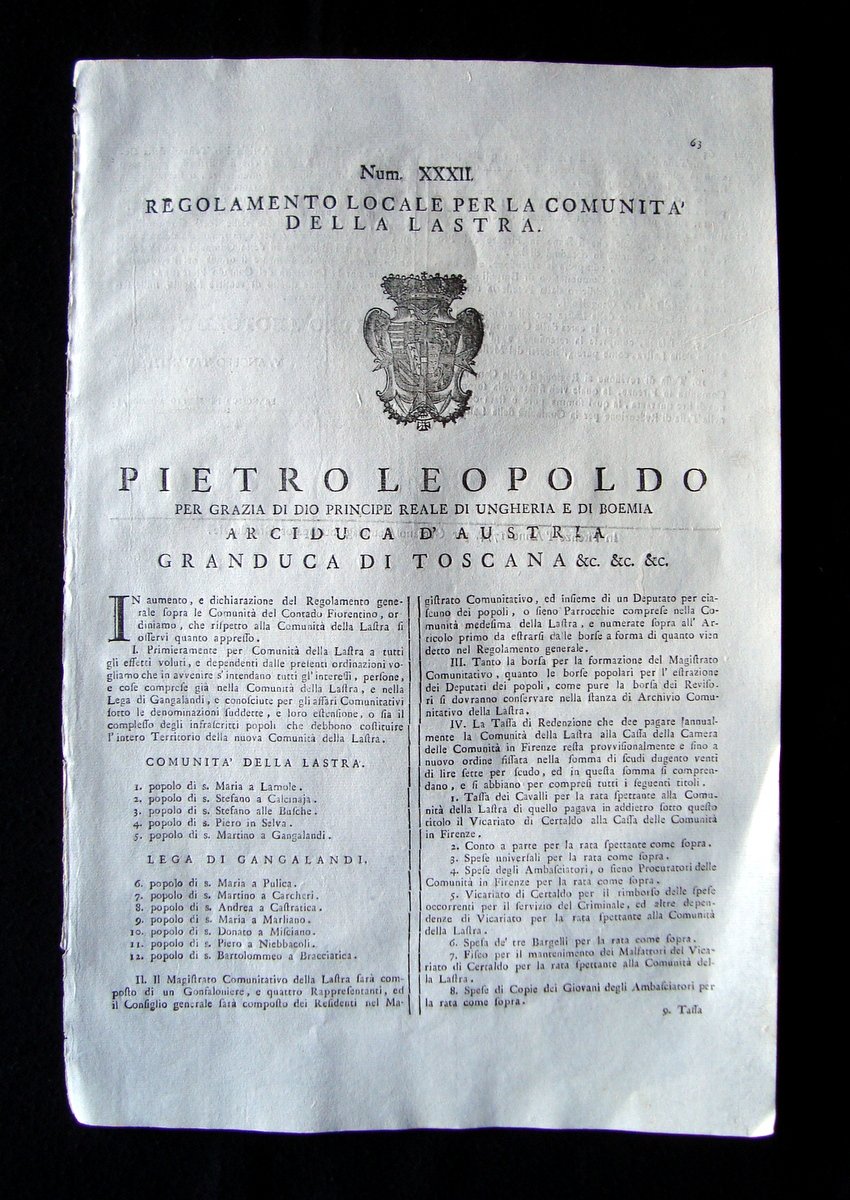 63
Num. XXXII.
REGOLAMENTO LOCALE PER LA COMUNITA'
DELLA LASTRA.
PIETRO LEOPOLDO
PER GRAZIA DI DIO PRINCIPE REALE DI UNGHERIA E DI BOEMIA
ARCIDUCA D' AUSTRIA
GRANDUCA DI TOSCANA &c. &c. &c.
IN aumento, e dichiarazione del Regolamento gene-
rale ſopra le Comunità del Contado Fiorentino, or-
diniamo, che riſpetto alla Comunità della Laſtra ſi
oſſervi quanto appreſſo.
I. Primieramente per Comunità della Laſtra a tutti
gli effetti voluti, e dependenti dalle preſenti ordinazioni vo-
gliamo che in avvenire s' intendano tutti gl' intereſſi, perſone,
e coſe compreſe già nella Comunità della Laſtra, e nella
Lega di Gangalandi, e conoſciute per gli affari Comunitativi
ſotto le denominazioni ſuddette, e loro eſtenſione, o ſia il
compleſſo degli infraſcritti popoli che debbono coſtituire
l' intero Territorio della nuova Comunità della Laſtra.
COMUNITA' DELLA LASTRA.
1. popolo di s. Maria a Lamole.
2. popolo di s. Stefano a Calcinaja.
3. popolo di s. Stefano alle Buſche.
4. popolo di s. Piero in Selva.
5. popolo di s. Martino a Gangalandi.
LEGA DI GANGALANDI.
6. popolo di s. Maria a Pulica.
7. popolo di s. Martino a Carcheri.
8. popolo di s. Andrea a Caſtratica.
9. popolo di s. Maria a Marliano.
10. popolo di s. Donato a Miſciano.
11. popolo di s. Piero a Niebbaoli.
12. popolo di s. Bartolommeo a Bracciatica.
II. Il Magiſtrato Comunitativo della Laſtra ſarà com-
poſto di un Gonfaloniere, e quattro Rappreſentanti, ed
il Conſiglio generale ſarà compoſto dei Reſidenti nel Ma-
giſtrato Comunitativo, ed inſieme di un Deputato per cia-
ſcuno dei popoli, o ſieno Parrocchie compreſe nella Co-
munità medeſima della Laſtra, e numerate ſopra all' Ar-
ticolo primo da eſtrarſi dalle borſe a forma di quanto vien
detto nel Regolamento generale.
III. Tanto la borſa per la formazione del Magiſtrato
Comunitativo, quanto le borſe popolari per l' eſtrazione
dei Deputati dei popoli, come pure la borſa dei Reviſo-
ri ſi dovranno conſervare nella ſtanza di Archivio Comu-
nitativo della Laſtra.
IV. La Taſſa di Redenzione che dee pagare annual-
mente la Comunità della Laſtra alla Caſſa della Camera
delle Comunità in Firenze reſta provviſionalmente e ſino a
nuovo ordine fiſſata nella ſomma di ſcudi dugento venti
di lire ſette per ſcudo, ed in queſta ſomma ſi compren-
dano, e ſi abbiano per compreſi tutti i ſeguenti titoli.
1. Taſſa dei Cavalli per la rata ſpettante alla Comu-
nità della Laſtra di quello pagava in addietro ſotto queſto
titolo il Vicariato di Certaldo alla Caſſa delle Comunità
in Firenze.
2. Conto a parte per la rata ſpettante come ſopra.
3. Speſe univerſali per la rata come ſopra.
4. Speſe degli Ambaſciatori, o ſieno Procuratori delle
Comunità in Firenze per la rata come ſopra.
5. Vicariato di Certaldo per il rimborſo delle ſpeſe
occorrenti per il ſervizio del Criminale, ed altre depen-
denze di Vicariato per la rata ſpettante alla Comunità
della Laſtra.
6. Speſa de' tre Bargelli per la rata come ſopra.
7. Fiſco per il mantenimento dei Malfattori del Vica-
riato di Certaldo per la rata ſpettante alla Comunità del-
la Laſtra.
8. Speſe di Copie dei Giovani degli Ambaſciatori per
la rata come ſopra.
9. Taſſa